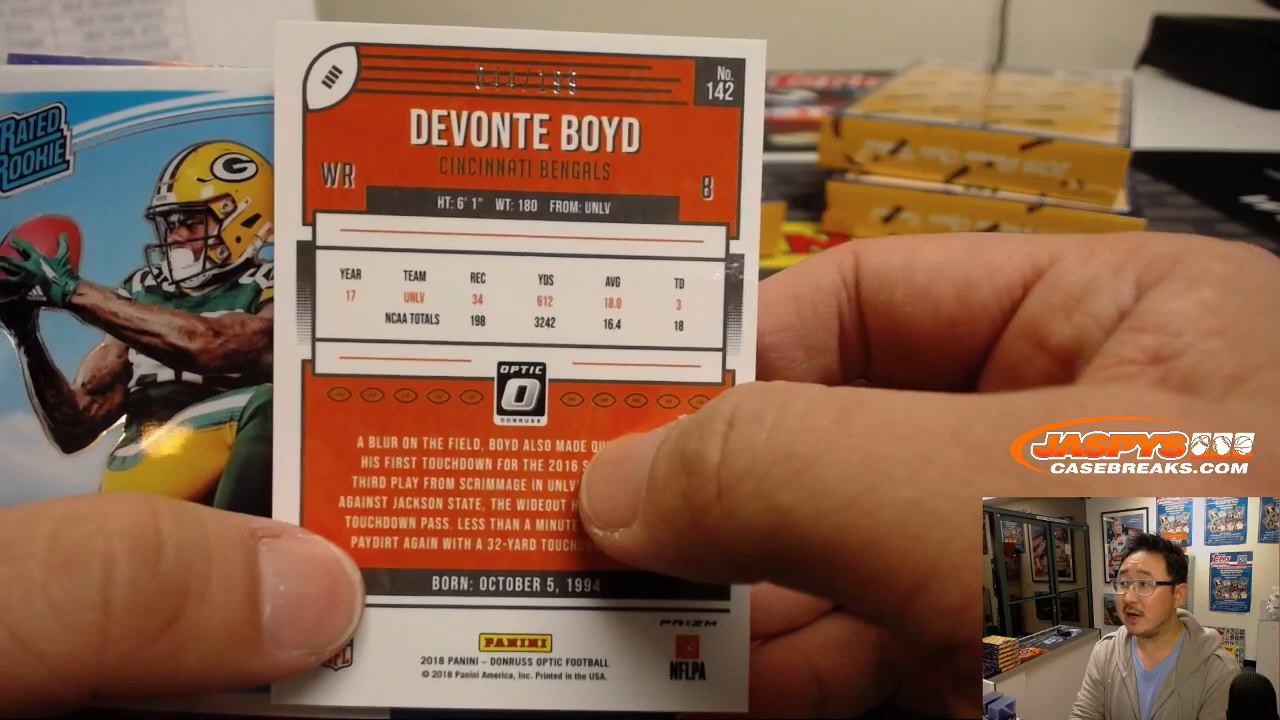 RATED
ROOKIE
G
044/199
No.
142
DEVONTE BOYD
CINCINNATI BENGALS
WR
8
HT: 6' 1" WT: 180 FROM: UNLV
YEAR TEAM REC YDS AVG TD
17 UNLV 34 612 18.0 3
NCAA TOTALS 198 3242 16.4 18
OPTIC
O
DONRUSS
A BLUR ON THE FIELD, BOYD ALSO MADE
HIS FIRST TOUCHDOWN FOR THE 2016
THIRD PLAY FROM SCRIMMAGE IN UNLV
AGAINST JACKSON STATE, THE WIDEOUT
TOUCHDOWN PASS. LESS THAN A MINUTE
PAYDIRT AGAIN WITH A 32-YARD
BORN: OCTOBER 5, 1994
PRIZM
PANINI
2018 PANINI – DONRUSS OPTIC FOOTBALL
© 2018 Panini America, Inc. Printed in the USA.
NFLPA
JASPYS
CASEBREAKS.COM